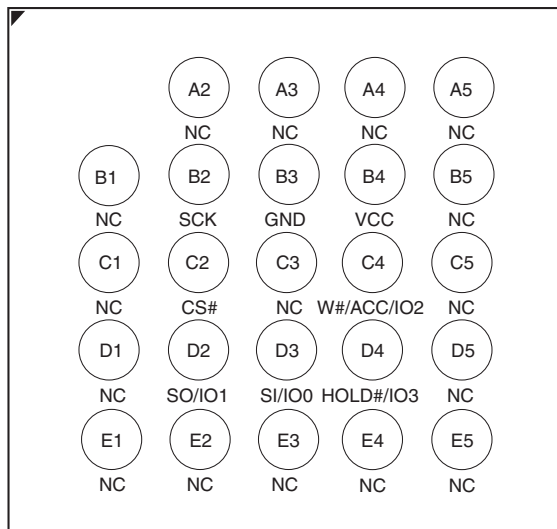 A2 A3 A4 A5
NC NC NC NC
B1 B2 B3 B4 B5
NC SCK GND VCC NC
C1 C2 C3 C4 C5
NC CS# NC W#/ACC/IO2 NC
D1 D2 D3 D4 D5
NC SO/IO1 SI/IO0 HOLD#/IO3 NC
E1 E2 E3 E4 E5
NC NC NC NC NC